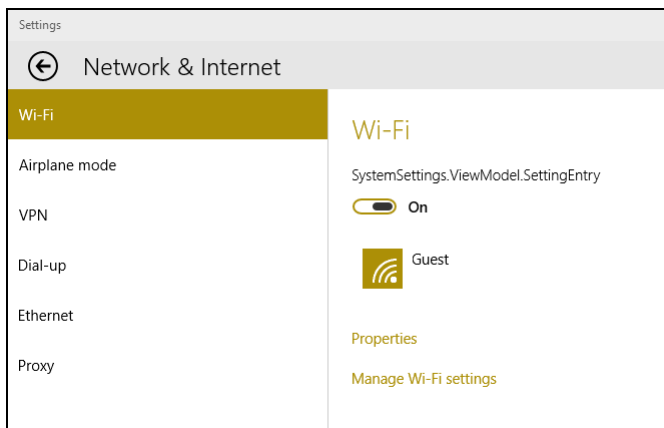 Settings
Network & Internet
Wi-Fi
Airplane mode
VPN
Dial-up
Ethernet
Proxy
Wi-Fi
SystemSettings.ViewModel.SettingEntry
On
Guest
Properties
Manage Wi-Fi settings